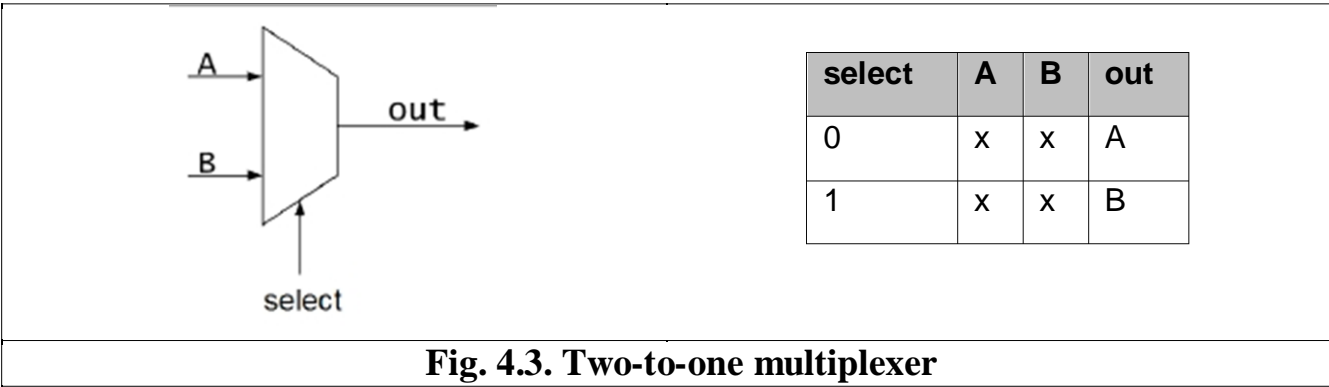 A
B
out
select
select A B out
0 x x A
1 x x B
Fig. 4.3. Two-to-one multiplexer